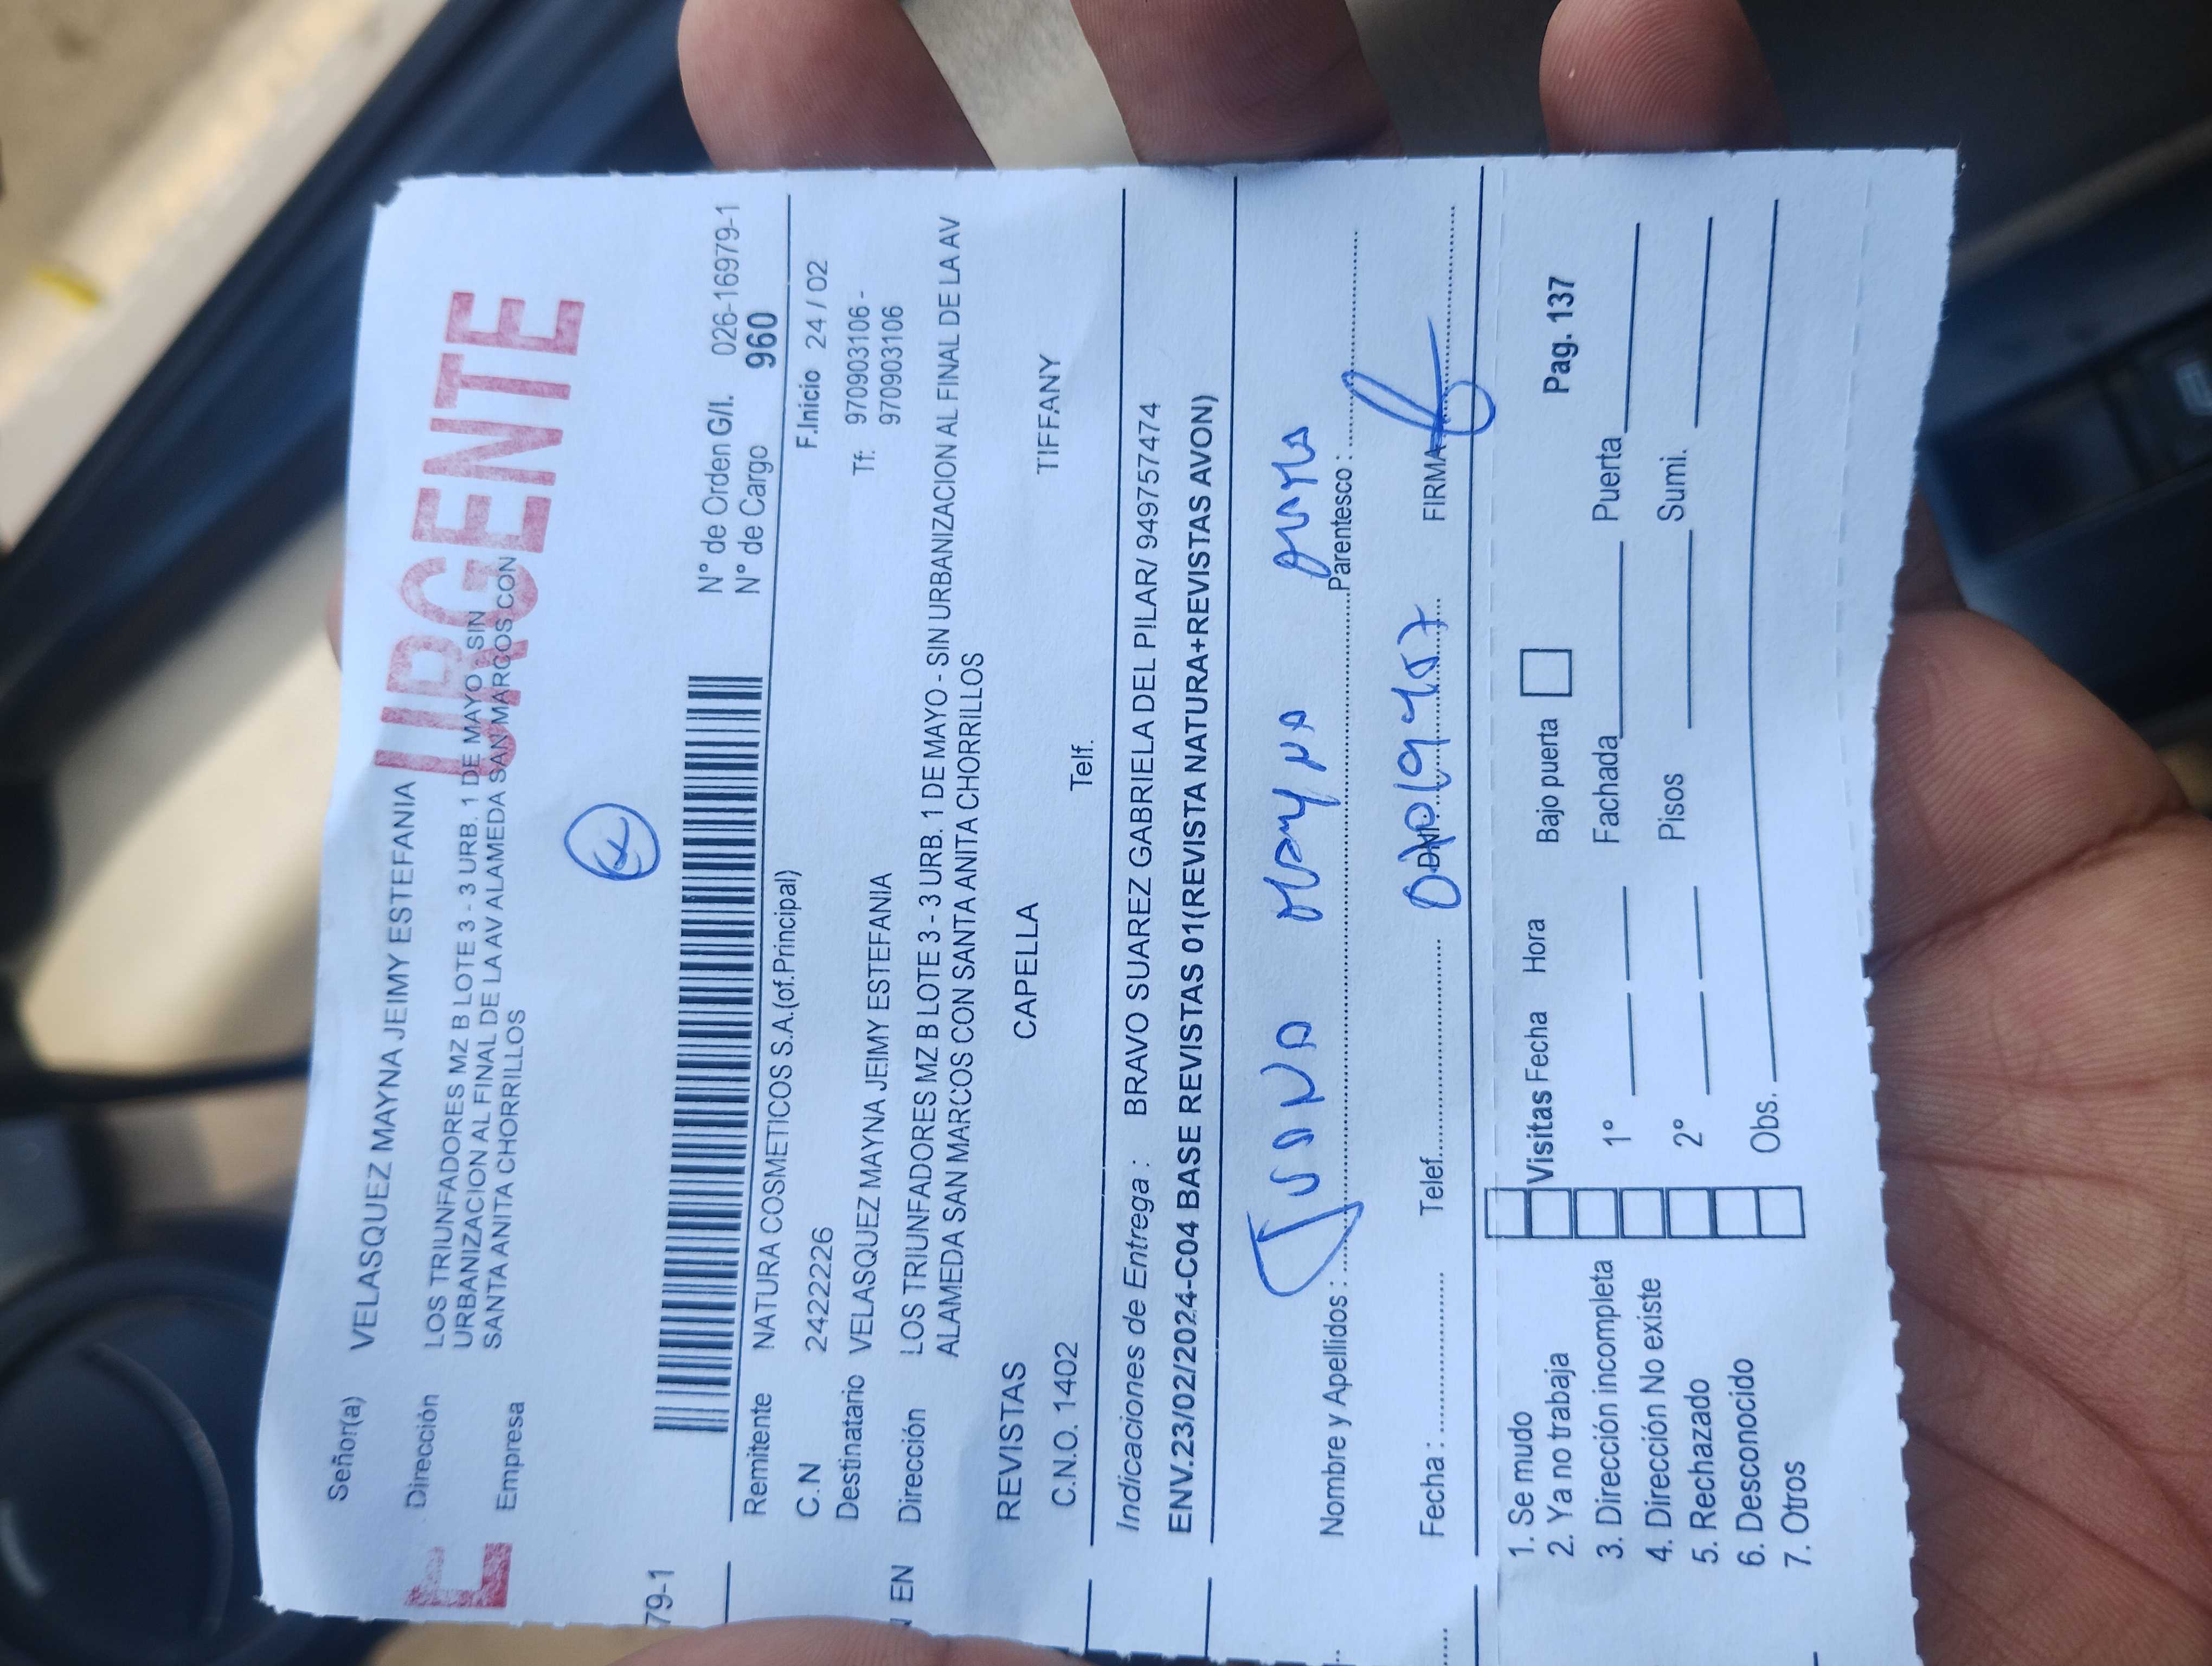 Señor(a) VELASQUEZ MAYNA JEIMY ESTEFANIA
URGENTE
Dirección LOS TRIUNFADORES MZ B LOTE 3 - 3 URB. 1 DE MAYO SIN
URBANIZACION AL FINAL DE LA AV ALAMEDA SAN MARCOS CON
SANTA ANITA CHORRILLOS
Empresa
79-1
N° de Orden G/I. 026-16979-1
N° de Cargo 960
Remitente NATURA COSMETICOS S.A.(of.Principal)
C.N 2422226 F.Inicio 24 / 02
Destinatario VELASQUEZ MAYNA JEIMY ESTEFANIA Tf: 970903106 -
970903106
EN Dirección LOS TRIUNFADORES MZ B LOTE 3 - 3 URB. 1 DE MAYO - SIN URBANIZACION AL FINAL DE LA AV
ALAMEDA SAN MARCOS CON SANTA ANITA CHORRILLOS
REVISTAS CAPELLA TIFFANY
C.N.O. 1402 Telf.
Indicaciones de Entrega : BRAVO SUAREZ GABRIELA DEL PILAR/ 949757474
ENV.23/02/2024-C04 BASE REVISTAS 01(REVISTA NATURA+REVISTAS AVON)
Nombre y Apellidos : Mayna Parentesco :
Fecha : Telef. DNI FIRMA
1. Se mudo Visitas Fecha Hora Bajo puerta Pag. 137
2. Ya no trabaja
3. Dirección incompleta 1° Fachada Puerta
4. Dirección No existe
5. Rechazado 2° Pisos Sumi.
6. Desconocido
7. Otros Obs.